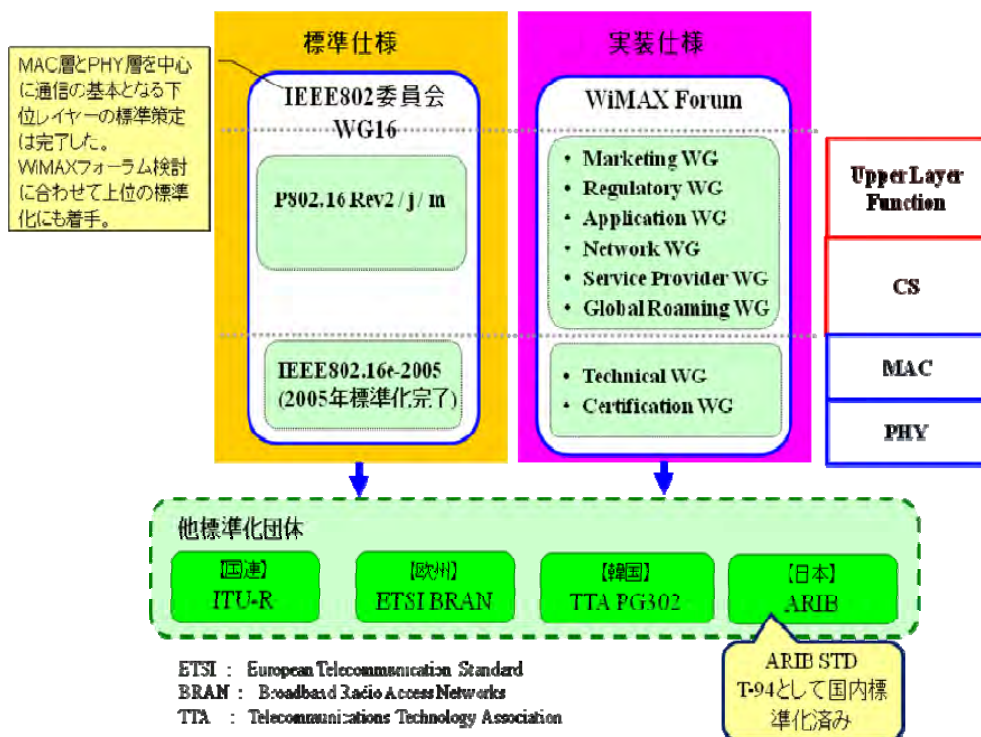 標準仕様
実装仕様
MAC層とPHY層を中心
に通信の基本となる下
位レイヤーの標準策定
は完了した。
WiMAXフォーラム検討
に合わせて上位の標準
化にも着手。
IEEE802委員会
WG16
P802.16 Rev2 / j / m
IEEE802.16e-2005
(2005年標準化完了)
WiMAX Forum
• Marketing WG
• Regulatory WG
• Application WG
• Network WG
• Service Provider WG
• Global Roaming WG
• Technical WG
• Certification WG
Upper Layer
Function
CS
MAC
PHY
他標準化団体
【国連】
ITU-R
【欧州】
ETSI BRAN
【韓国】
TTA PG302
【日本】
ARIB
ARIB STD
T-94として国内標
準化済み
ETSI : European Telecommunication Standard
BRAN : Broadband Radio Access Networks
TTA : Telecommunications Technology Association